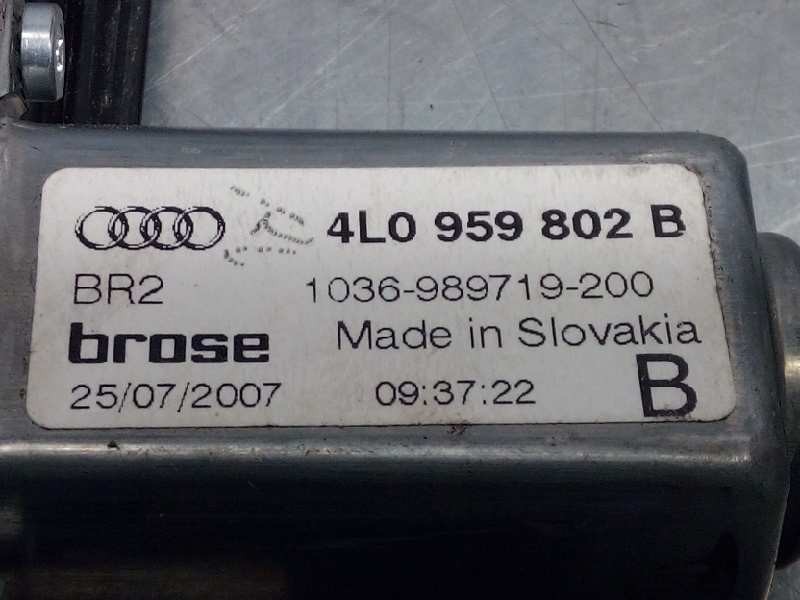 4L0 959 802 B
BR2 1036-989719-200
brose Made in Slovakia
25/07/2007 09:37:22 B